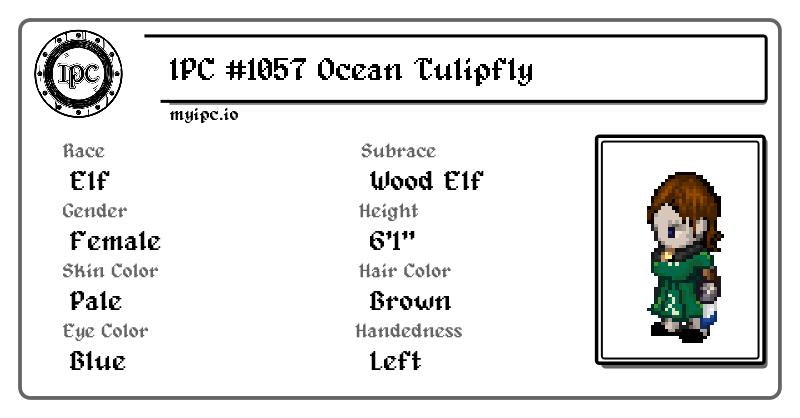 IPC
IPC #1057 Ocean Tulipfly
myipc.io
Race
Elf
Subrace
Wood Elf
Gender
Female
Height
6'1"
Skin Color
Pale
Hair Color
Brown
Eye Color
Blue
Handedness
Left